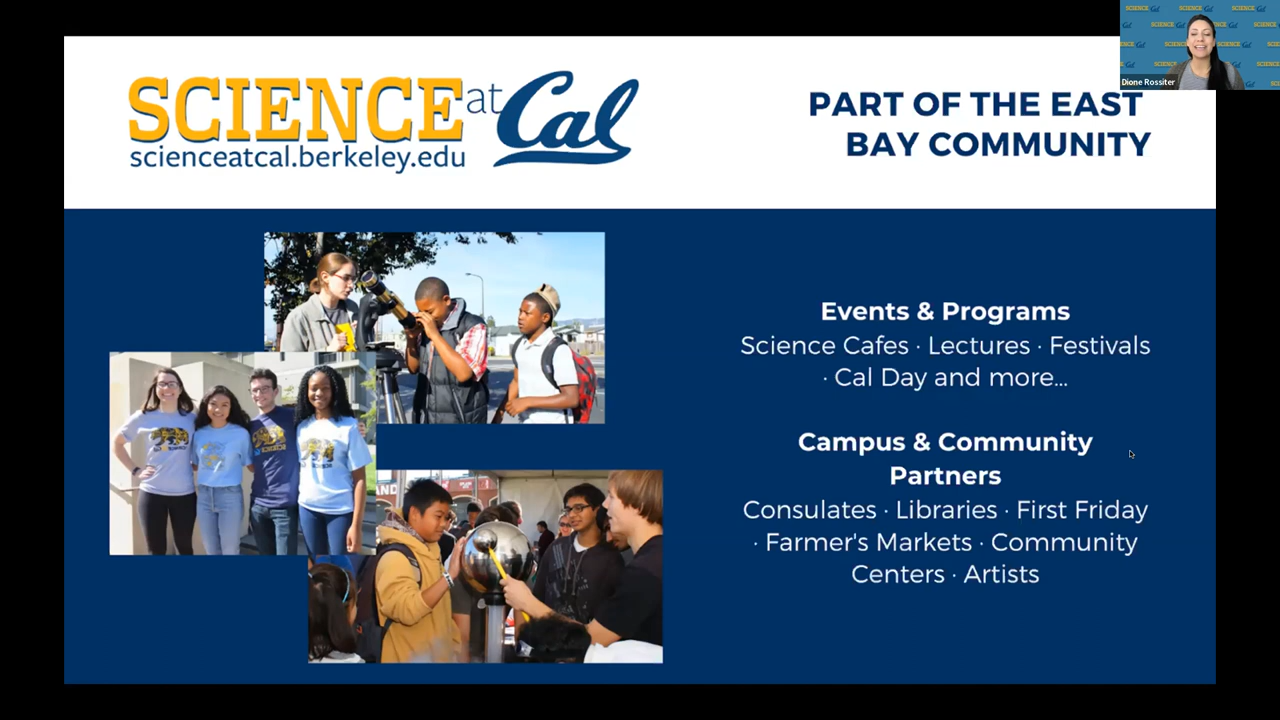 SCIENCE at Cal
scienceatcal.berkeley.edu
PART OF THE EAST
BAY COMMUNITY
Dione Rossiter
Events & Programs
Science Cafes · Lectures · Festivals
· Cal Day and more...
Campus & Community
Partners
Consulates · Libraries · First Friday
· Farmer's Markets · Community
Centers · Artists